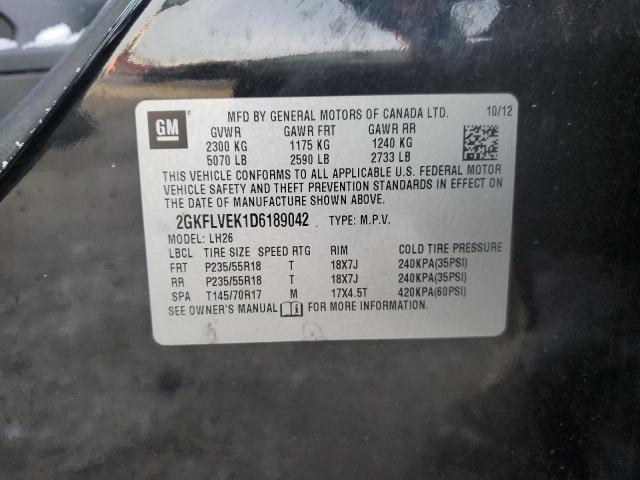 MFD BY GENERAL MOTORS OF CANADA LTD. 10/12
GM
GVWR GAWR FRT GAWR RR
2300 KG 1175 KG 1240 KG
5070 LB 2590 LB 2733 LB
THIS VEHICLE CONFORMS TO ALL APPLICABLE U.S. FEDERAL MOTOR
VEHICLE SAFETY AND THEFT PREVENTION STANDARDS IN EFFECT ON
THE DATE OF MANUFACTURE SHOWN ABOVE.
2GKFLVEK1D6189042 TYPE: M.P.V.
MODEL: LH26
LBCL TIRE SIZE SPEED RTG RIM COLD TIRE PRESSURE
FRT P235/55R18 T 18X7J 240KPA(35PSI)
RR P235/55R18 T 18X7J 240KPA(35PSI)
SPA T145/70R17 M 17X4.5T 420KPA(60PSI)
SEE OWNER'S MANUAL FOR MORE INFORMATION.